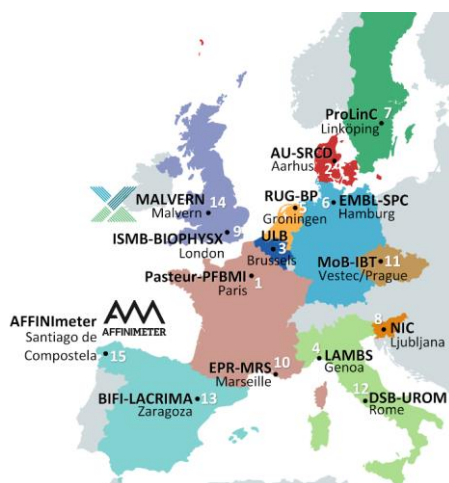 ProLinC 7
Linköping
AU-SRCD
Aarhus 2
RUG-BP 5
Groningen
6 EMBL-SPC
Hamburg
MALVERN 14
Malvern
ISMB-BIOPHYSX 9
London
ULB
3
Brussels
MoB-IBT 11
Vestec/Prague
Pasteur-PFBMI
Paris 1
AFFINImeter
AFFINIMETER
Santiago de
Compostela 15
8
NIC
Ljubljana
EPR-MRS 10
Marseille
4 LAMBS
Genoa
BIFI-LACRIMA 13
Zaragoza
12 DSB-UROM
Rome